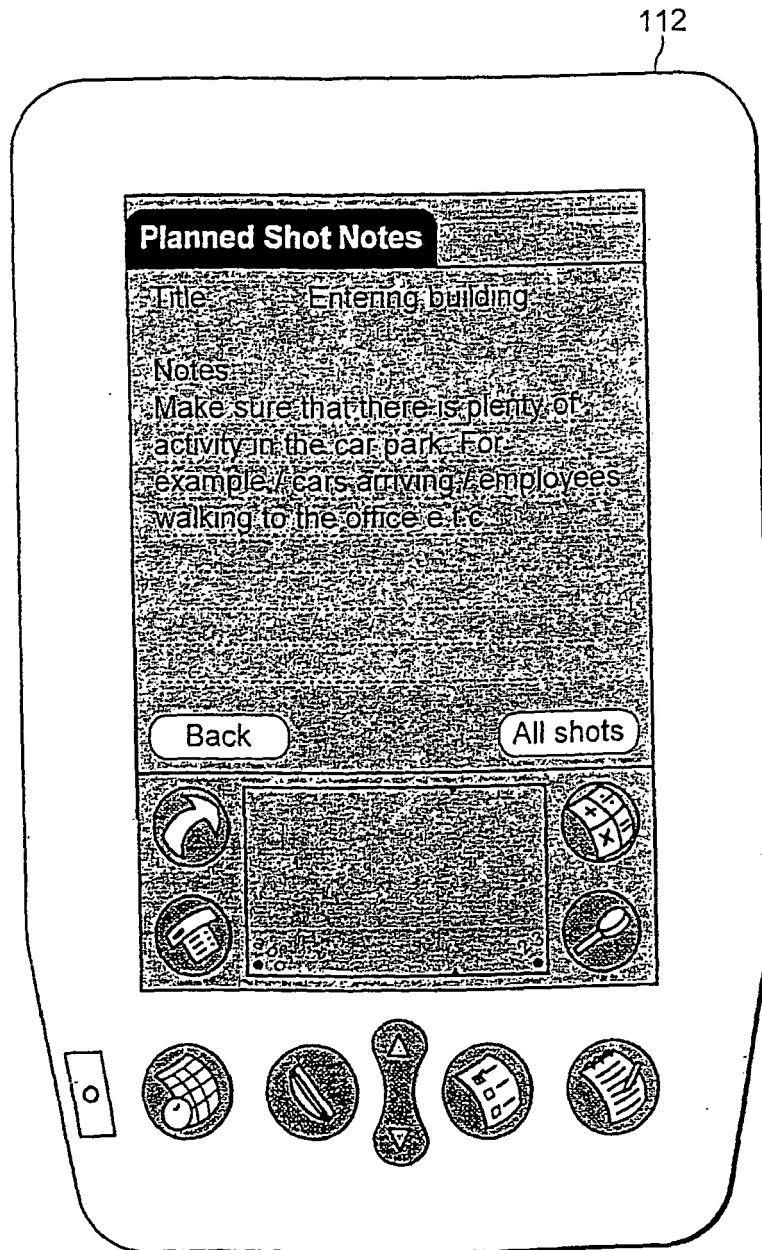 112
Planned Shot Notes
Title Entering building
Notes
Make sure that there is plenty of
activity in the car park. For
example / cars arriving / employees
walking to the office e.t.c
Back All shots